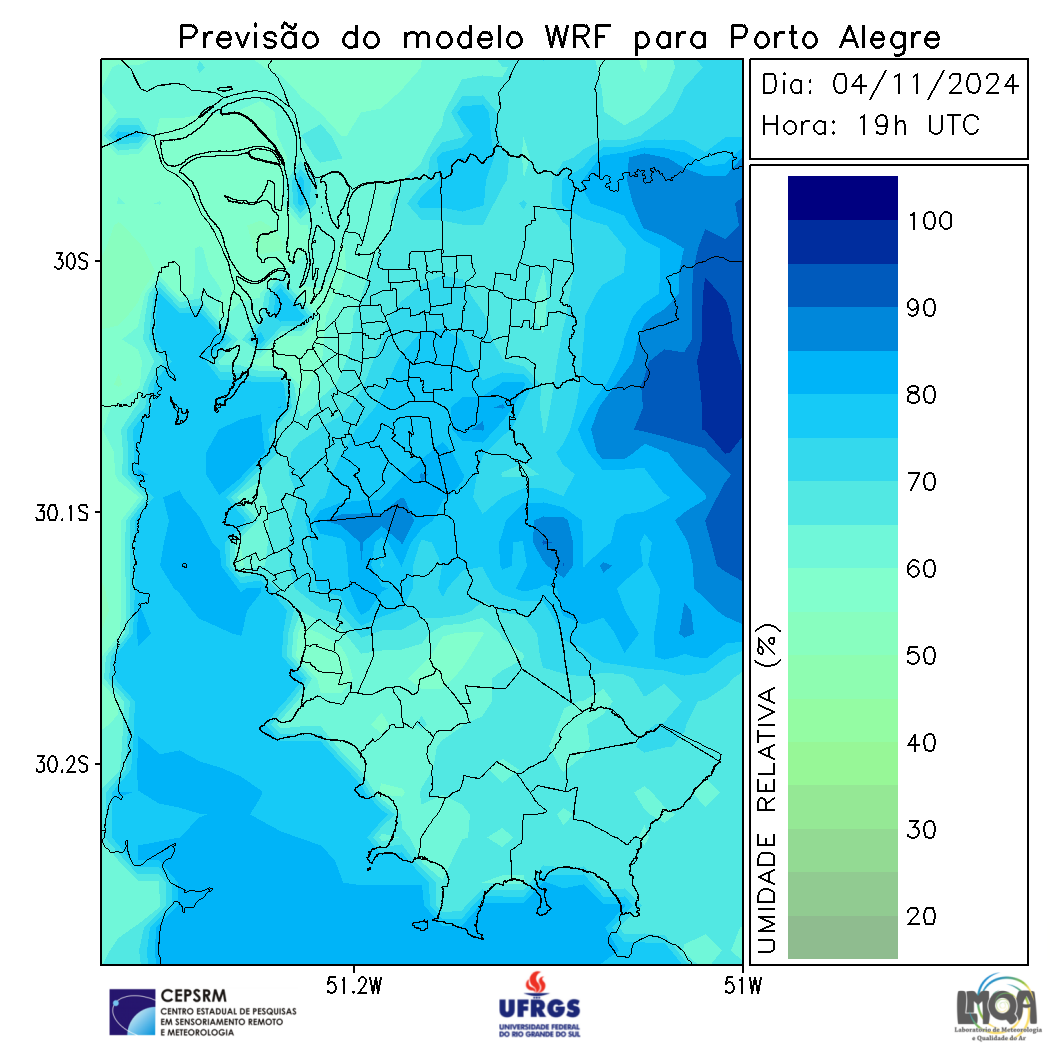 Previsão do modelo WRF para Porto Alegre
Dia: 04/11/2024
Hora: 19h UTC
30S
30.1S
30.2S
51.2W
51W
100
90
80
70
60
50
40
30
20
UMIDADE RELATIVA (%)
CEPSRM
CENTRO ESTADUAL DE PESQUISAS
EM SENSORIAMENTO REMOTO
E METEOROLOGIA
UFRGS
UNIVERSIDADE FEDERAL
DO RIO GRANDE DO SUL
LMQA
Laboratório de Meteorologia
e Qualidade do Ar